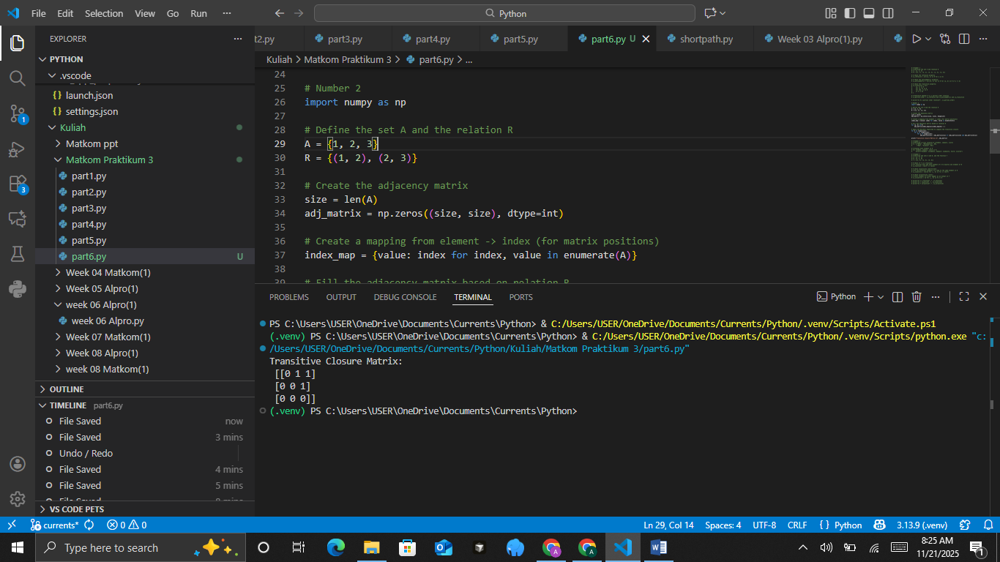 File Edit Selection View Go Run ···
Python
EXPLORER ···
PYTHON
.vscode
launch.json
settings.json
Kuliah
Matkom ppt
Matkom Praktikum 3
part1.py
part2.py
part3.py
part4.py
part5.py
part6.py U
Week 04 Matkom(1)
Week 05 Alpro(1)
week 06 Alpro(1)
week 06 Alpro.py
Week 07 Matkom(1)
Week 08 Alpro(1)
week 08 Matkom(1)
OUTLINE
TIMELINE part6.py
File Saved now
File Saved 3 mins
Undo / Redo
File Saved 4 mins
File Saved 5 mins
VS CODE PETS
t2.py part3.py part4.py part5.py part6.py U shortpath.py Week 03 Alpro(1).py
Kuliah > Matkom Praktikum 3 > part6.py > ...
24
25 # Number 2
26 import numpy as np
27
28 # Define the set A and the relation R
29 A = {1, 2, 3}
30 R = {(1, 2), (2, 3)}
31
32 # Create the adjacency matrix
33 size = len(A)
34 adj_matrix = np.zeros((size, size), dtype=int)
35
36 # Create a mapping from element -> index (for matrix positions)
37 index_map = {value: index for index, value in enumerate(A)}
38
39 # Fill the adjacency matrix based on relation R
PROBLEMS OUTPUT DEBUG CONSOLE TERMINAL PORTS
Python
PS C:\Users\USER\OneDrive\Documents\Currents\Python> & C:/Users/USER/OneDrive/Documents/Currents/Python/.venv/Scripts/Activate.ps1
(.venv) PS C:\Users\USER\OneDrive\Documents\Currents\Python> & C:/Users/USER/OneDrive/Documents/Currents/Python/.venv/Scripts/python.exe "c:
/Users/USER/OneDrive/Documents/Currents/Python/Kuliah/Matkom Praktikum 3/part6.py"
Transitive Closure Matrix:
[[0 1 1]
[0 0 1]
[0 0 0]]
(.venv) PS C:\Users\USER\OneDrive\Documents\Currents\Python>
currents* 0 0 Ln 29, Col 14 Spaces: 4 UTF-8 CRLF { } Python 3.13.9 (.venv)
Type here to search
8:25 AM
11/21/2025